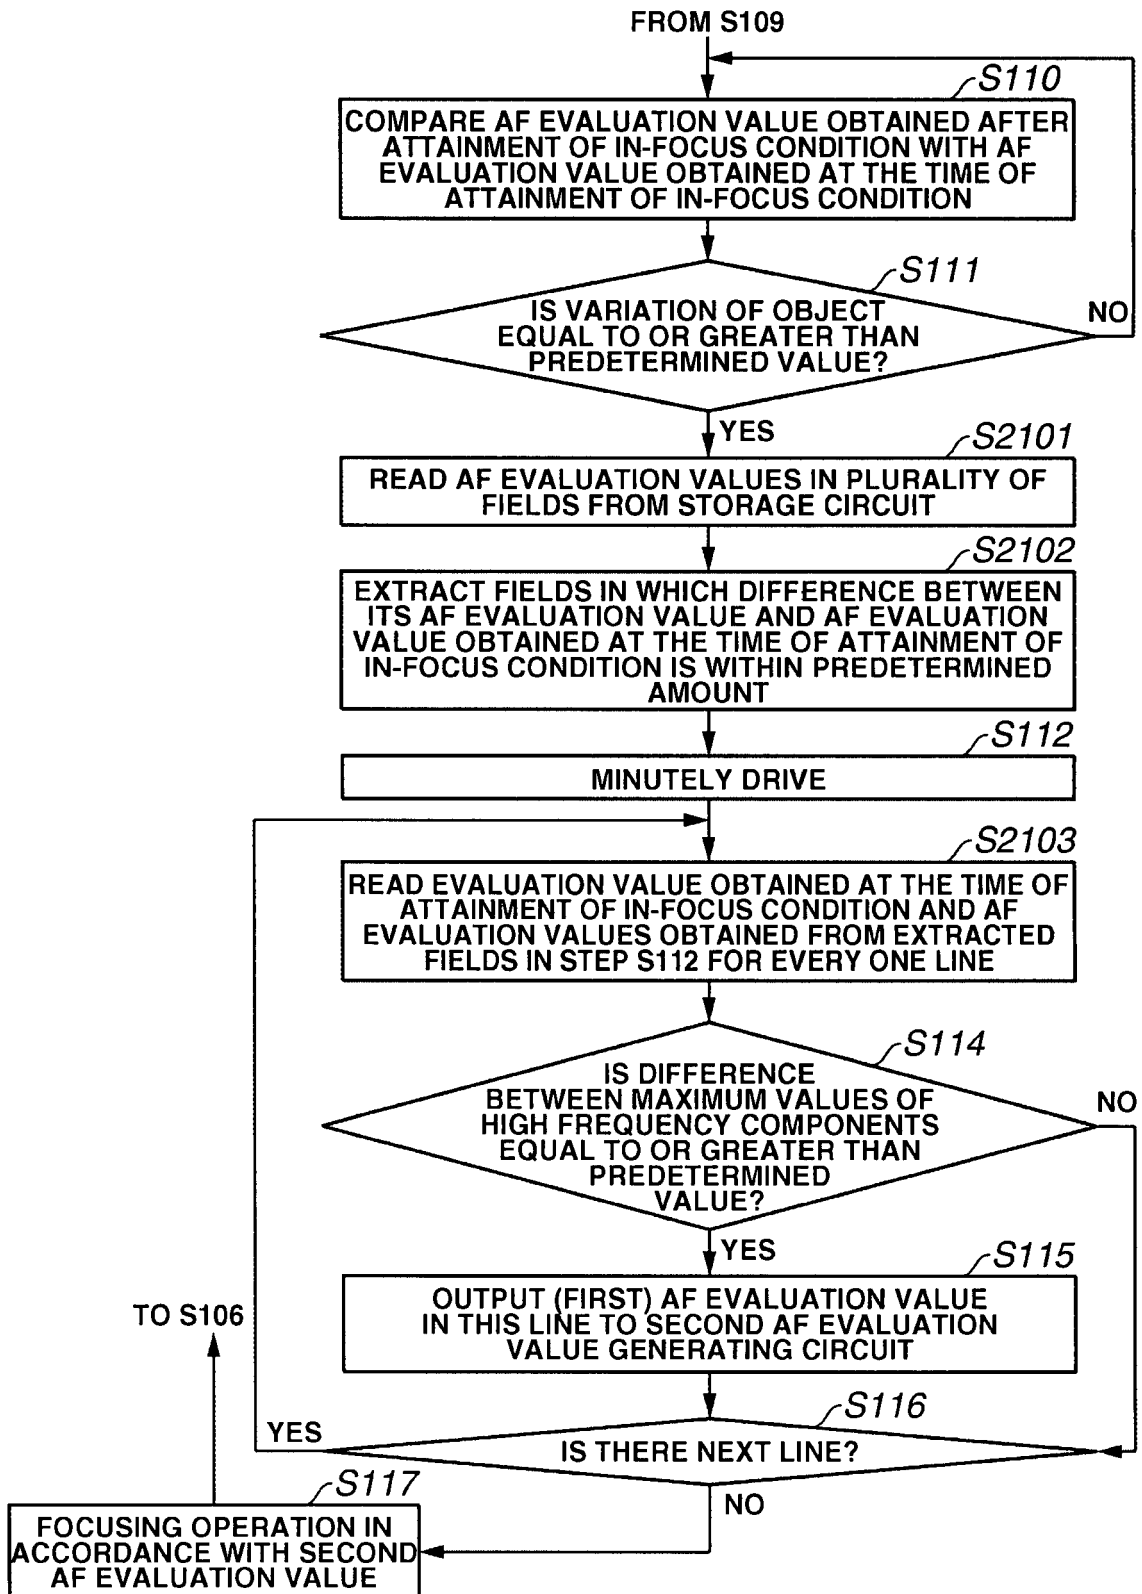 FROM S109
S110
COMPARE AF EVALUATION VALUE OBTAINED AFTER
ATTAINMENT OF IN-FOCUS CONDITION WITH AF
EVALUATION VALUE OBTAINED AT THE TIME OF
ATTAINMENT OF IN-FOCUS CONDITION
S111
IS VARIATION OF OBJECT
EQUAL TO OR GREATER THAN
PREDETERMINED VALUE?
NO
YES
S2101
READ AF EVALUATION VALUES IN PLURALITY OF
FIELDS FROM STORAGE CIRCUIT
S2102
EXTRACT FIELDS IN WHICH DIFFERENCE BETWEEN
ITS AF EVALUATION VALUE AND AF EVALUATION
VALUE OBTAINED AT THE TIME OF ATTAINMENT OF
IN-FOCUS CONDITION IS WITHIN PREDETERMINED
AMOUNT
S112
MINUTELY DRIVE
S2103
READ EVALUATION VALUE OBTAINED AT THE TIME OF
ATTAINMENT OF IN-FOCUS CONDITION AND AF
EVALUATION VALUES OBTAINED FROM EXTRACTED
FIELDS IN STEP S112 FOR EVERY ONE LINE
S114
IS DIFFERENCE
BETWEEN MAXIMUM VALUES OF
HIGH FREQUENCY COMPONENTS
EQUAL TO OR GREATER THAN
PREDETERMINED
VALUE?
NO
YES
S115
OUTPUT (FIRST) AF EVALUATION VALUE
IN THIS LINE TO SECOND AF EVALUATION
VALUE GENERATING CIRCUIT
TO S106
S116
IS THERE NEXT LINE?
YES
NO
S117
FOCUSING OPERATION IN
ACCORDANCE WITH SECOND
AF EVALUATION VALUE